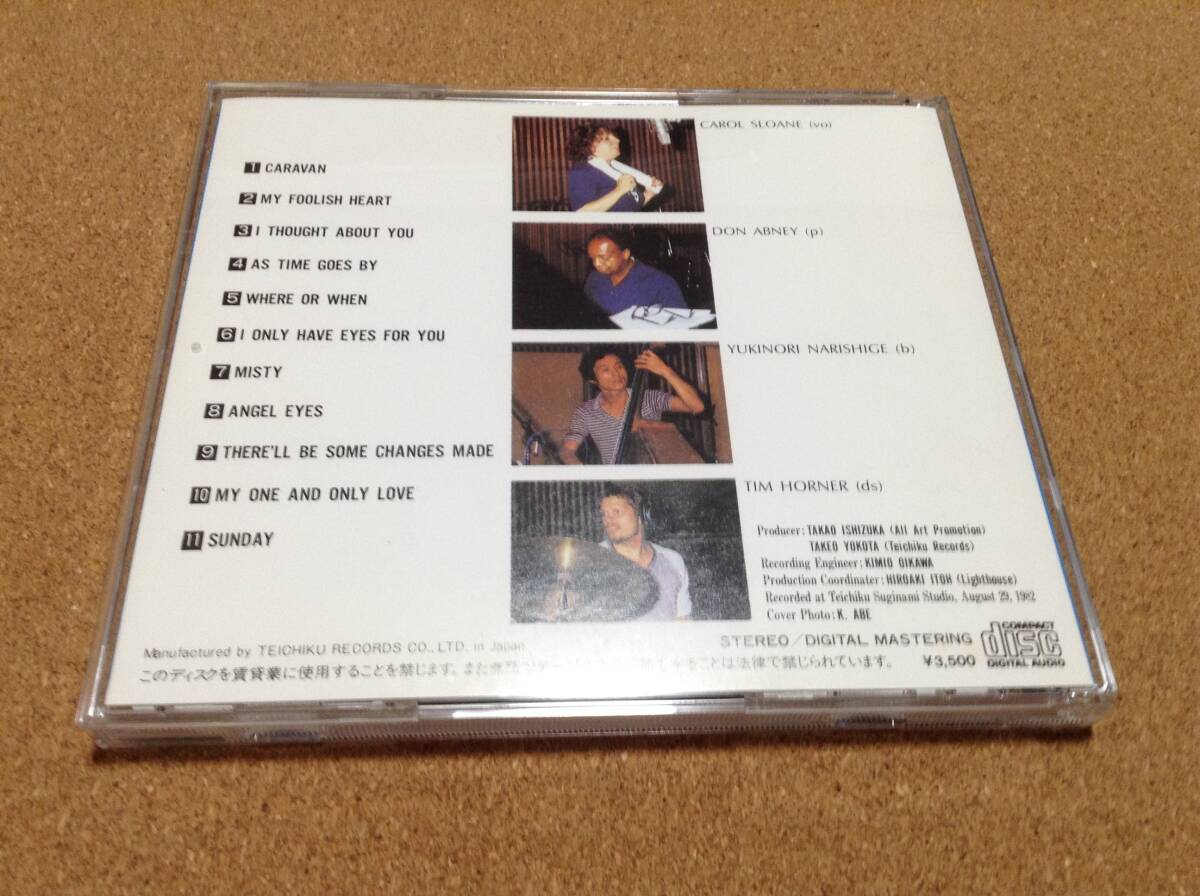 1 CARAVAN
2 MY FOOLISH HEART
3 I THOUGHT ABOUT YOU
4 AS TIME GOES BY
5 WHERE OR WHEN
6 I ONLY HAVE EYES FOR YOU
7 MISTY
8 ANGEL EYES
9 THERE'LL BE SOME CHANGES MADE
10 MY ONE AND ONLY LOVE
11 SUNDAY
CAROL SLOANE (vo)
DON ABNEY (p)
YUKINORI NARISHIGE (b)
TIM HORNER (ds)
Producer: TAKAO ISHIZUKA (All Art Promotion)
TAKEO YOKOTA (Teichiku Records)
Recording Engineer: KIMIO OIKAWA
Production Coordinater: HIROAKI ITOH (Lighthouse)
Recorded at Teichiku Suginami Studio, August 29, 1982
Cover Photo: K. ABE
Manufactured by TEICHIKU RECORDS CO., LTD. in Japan.
STEREO/DIGITAL MASTERING
このディスクを賃貸業に使用することを禁じます。また無断で ことは法律で禁じられています。
¥3,500
COMPACT
disc
DIGITAL AUDIO